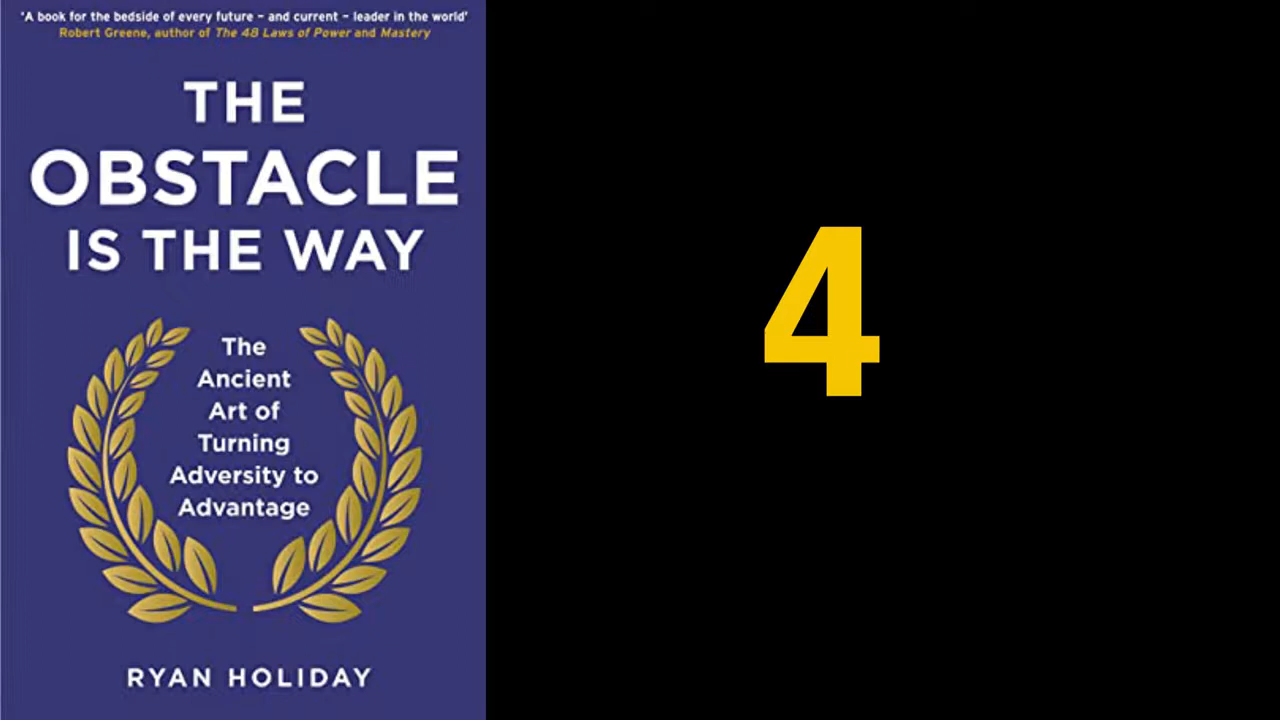 'A book for the bedside of every future – and current – leader in the world'
Robert Greene, author of The 48 Laws of Power and Mastery
THE
OBSTACLE
IS THE WAY
The
Ancient
Art of
Turning
Adversity to
Advantage
RYAN HOLIDAY
4